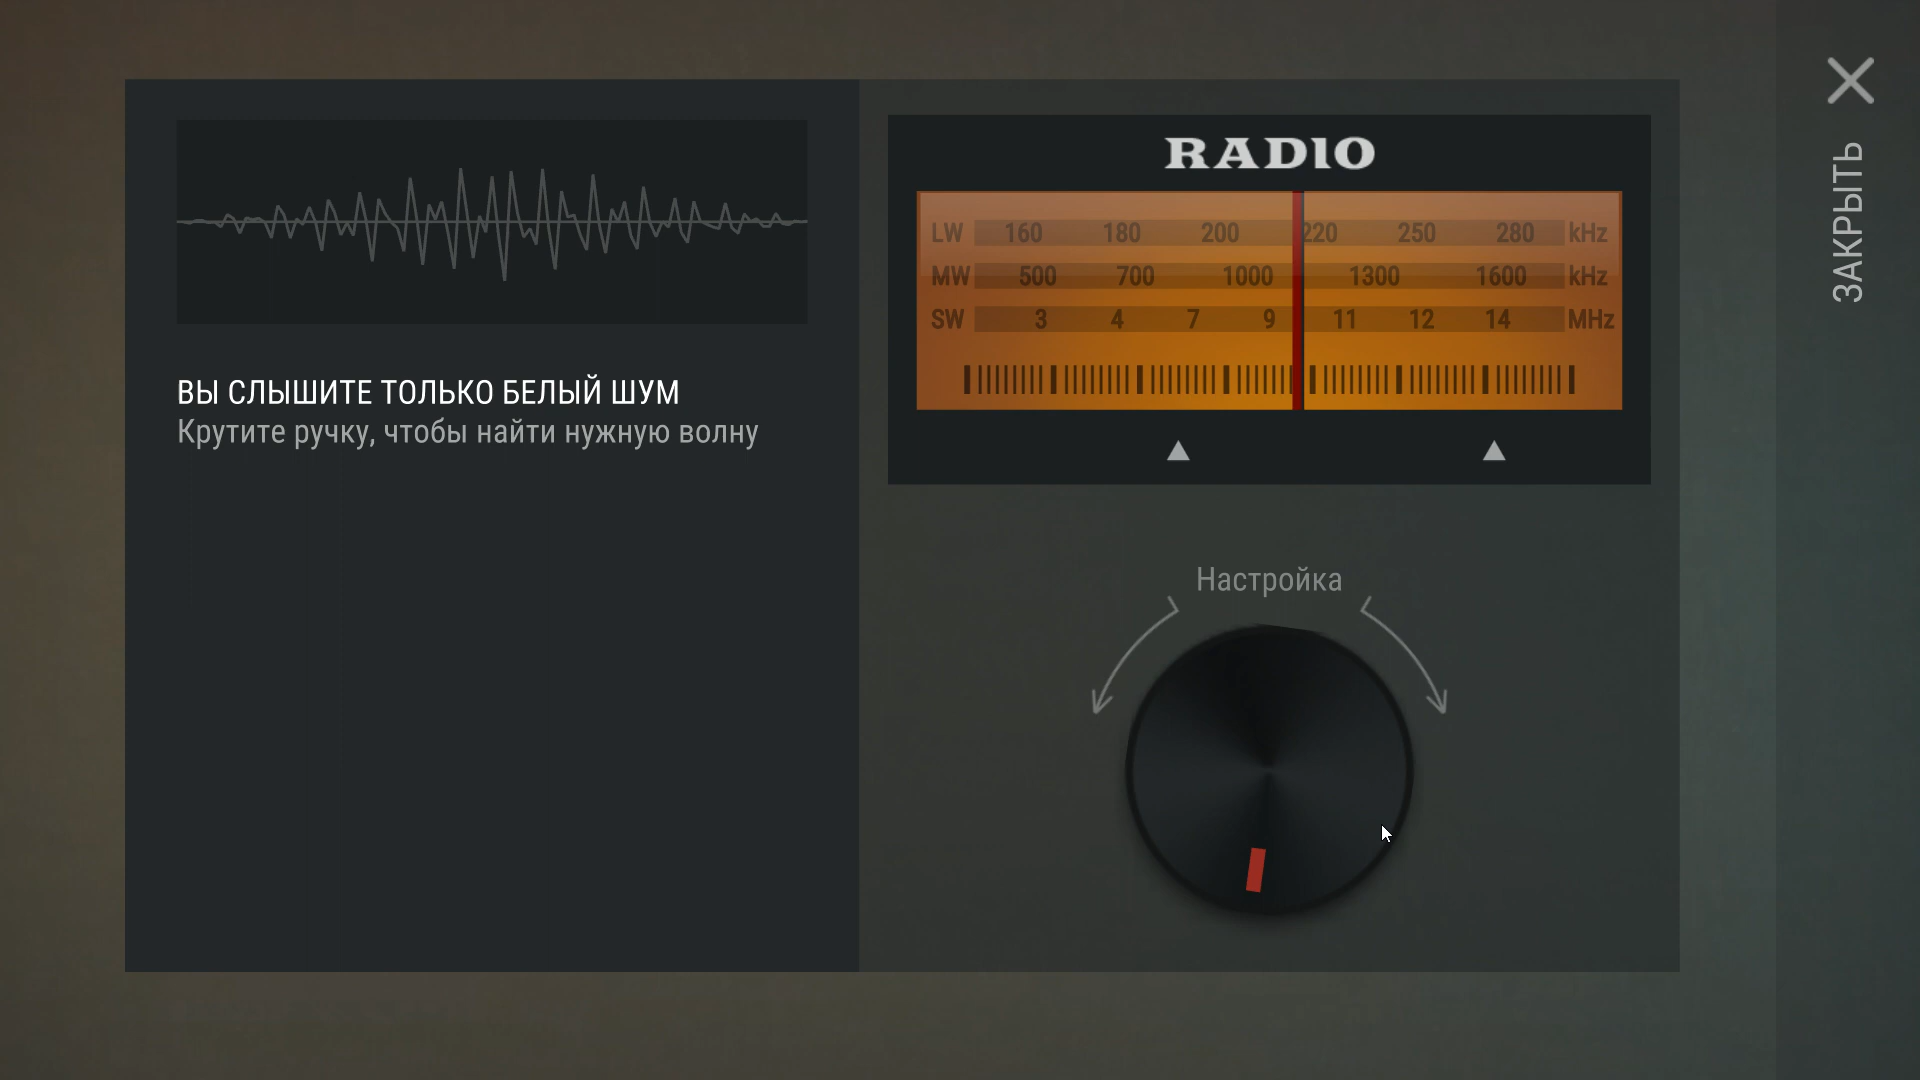 RADIO
LW 160 180 200 220 250 280 kHz
MW 500 700 1000 1300 1600 kHz
SW 3 4 7 9 11 12 14 MHz
ВЫ СЛЫШИТЕ ТОЛЬКО БЕЛЫЙ ШУМ
Крутите ручку, чтобы найти нужную волну
Настройка
ЗАКРЫТЬ